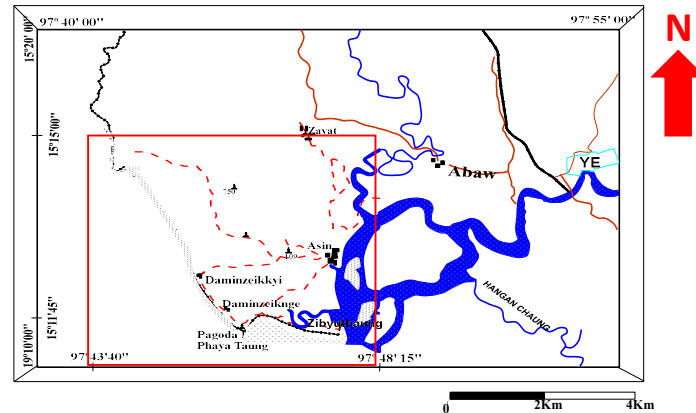 97° 40' 00''
97° 55' 00''
N
15°20' 00''
15°15'00''
Zayat
Abaw
YE
750
Asin
409
Daminzeikkyi
Daminzeiknge
Zibyuthaung
HANGAN CHAUNG
Pagoda
Phaya Taung
15°11'45''
19°10'00''
97°43'40''
97°48'15''
0
2Km
4Km